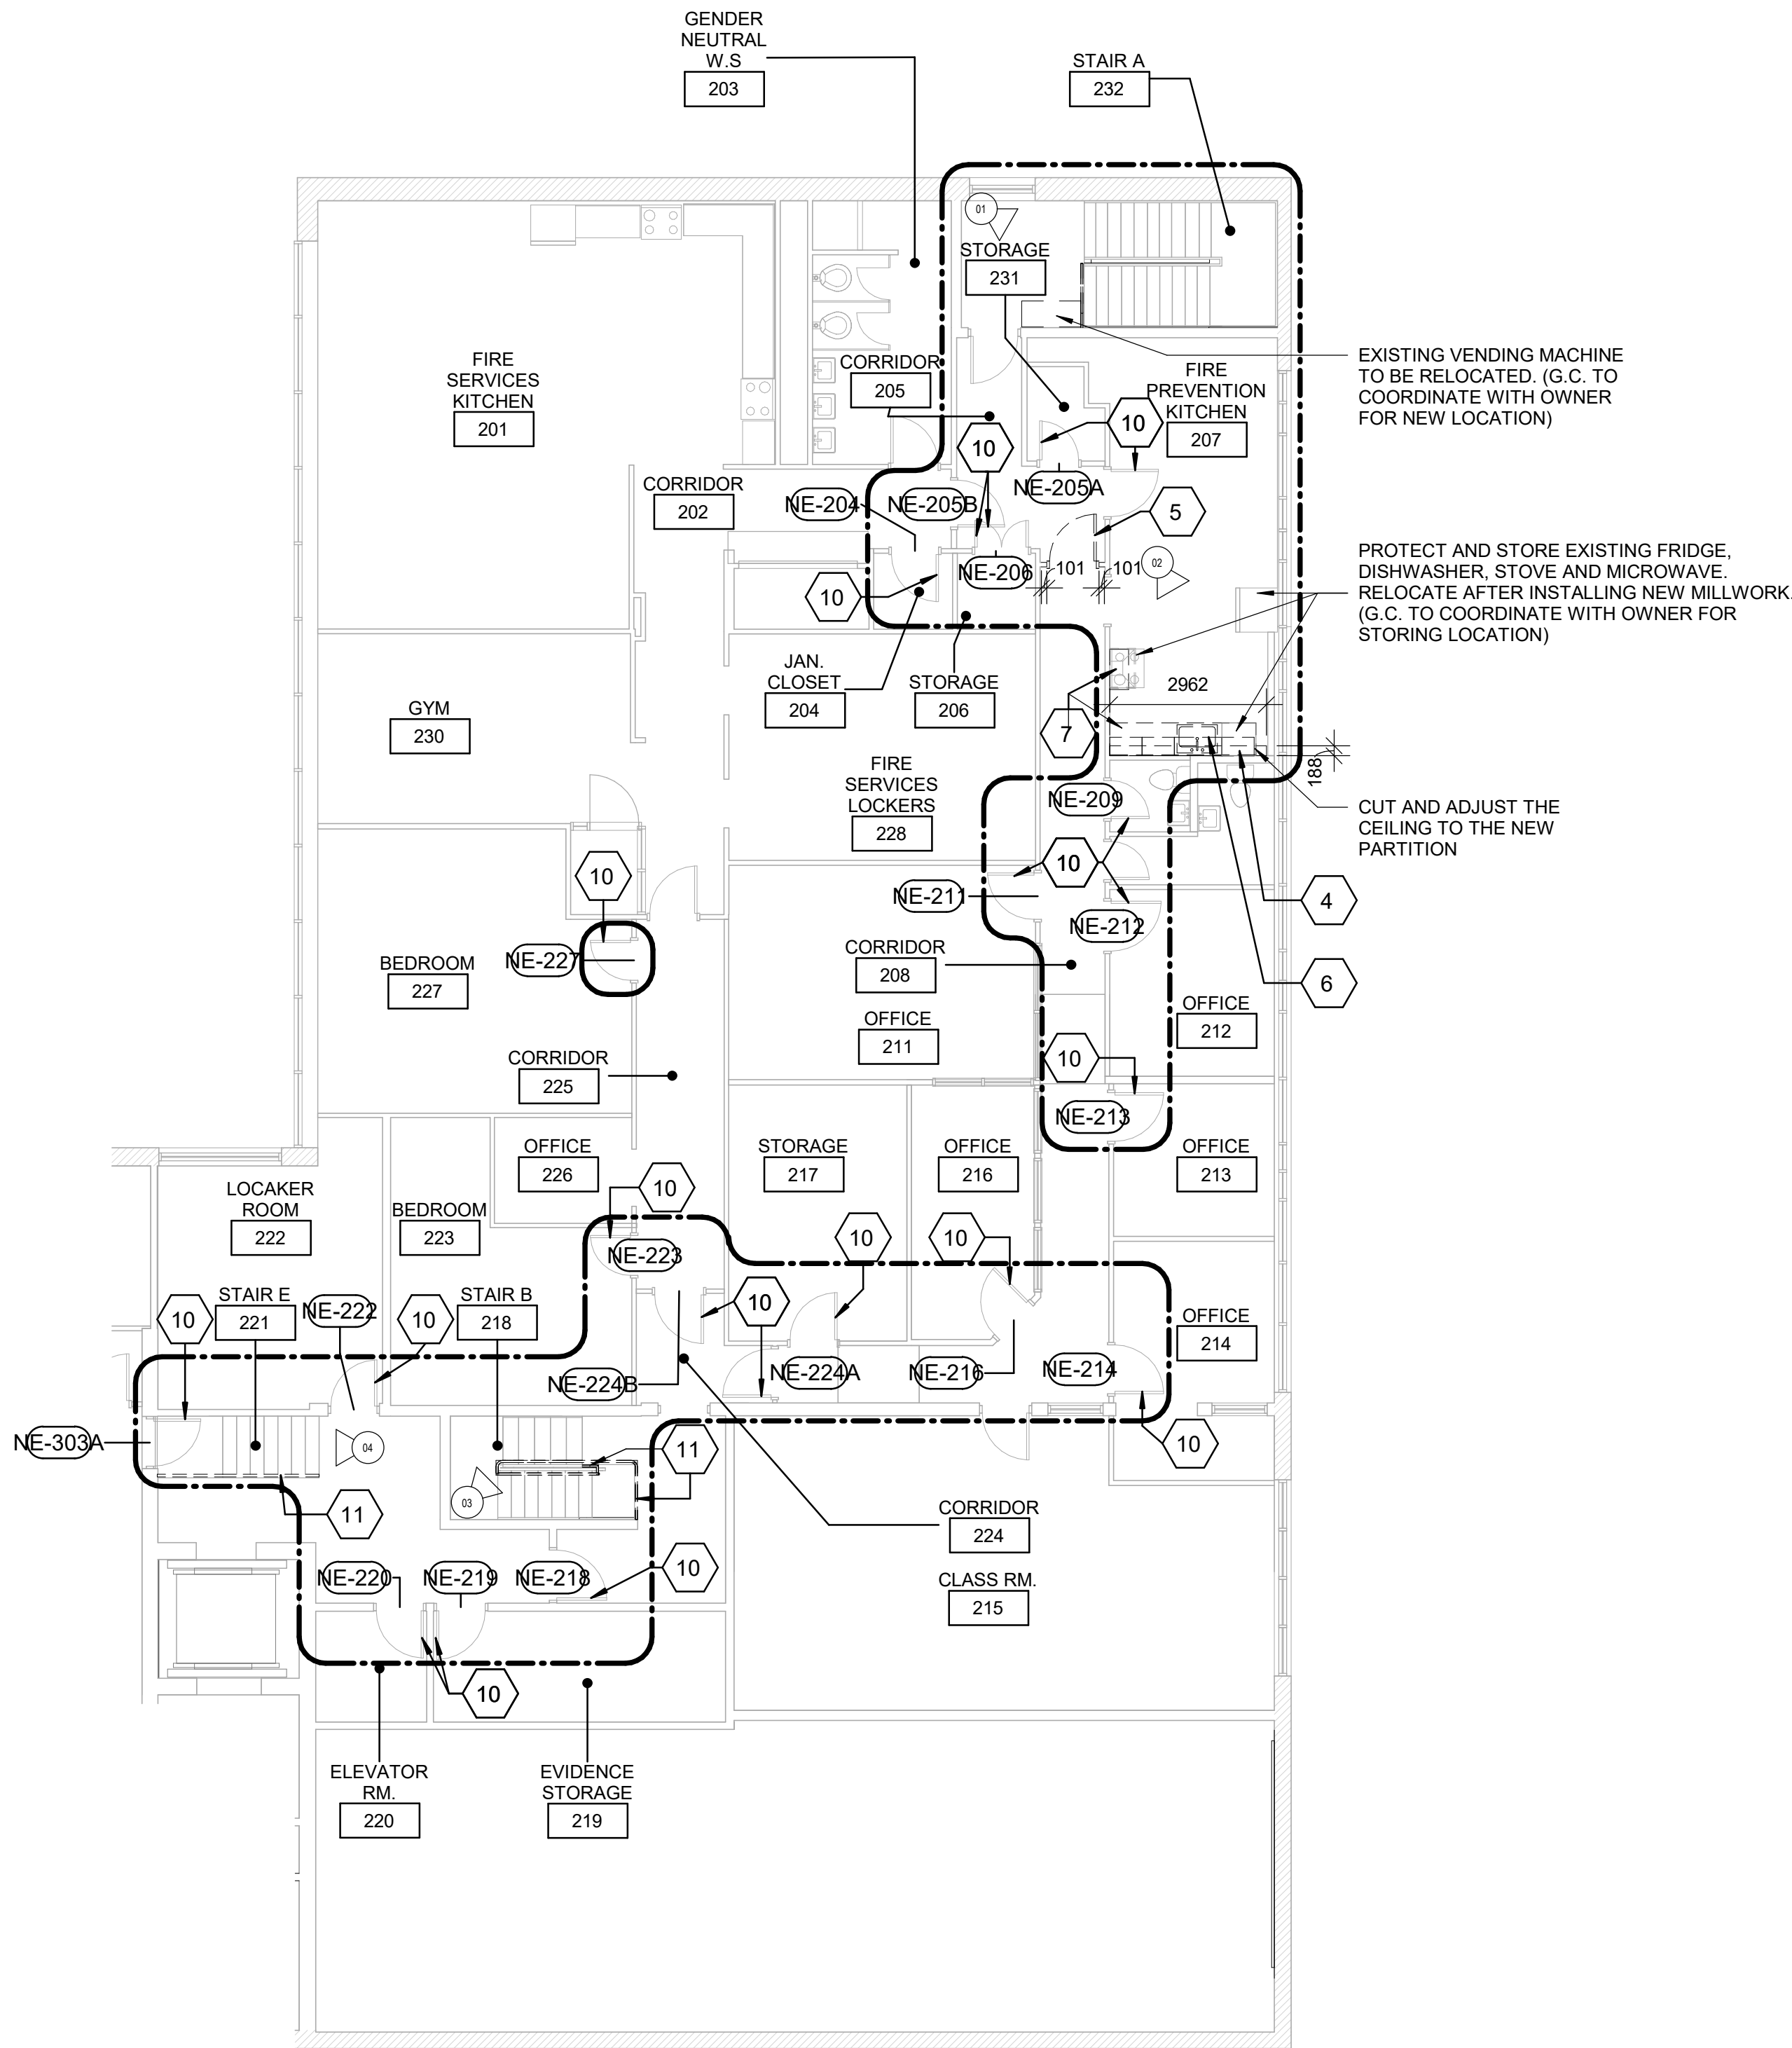 GENDER
NEUTRAL
W.S
203
STAIR A
232
01
STORAGE
231
EXISTING VENDING MACHINE
TO BE RELOCATED. (G.C. TO
COORDINATE WITH OWNER
FOR NEW LOCATION)
FIRE
SERVICES
KITCHEN
201
CORRIDOR
205
FIRE
PREVENTION
KITCHEN
207
10
10
CORRIDOR
202
NE-204
NE-205B
NE-205A
5
NE-206
101
101
02
10
PROTECT AND STORE EXISTING FRIDGE,
DISHWASHER, STOVE AND MICROWAVE.
RELOCATE AFTER INSTALLING NEW MILLWORK.
(G.C. TO COORDINATE WITH OWNER FOR
STORING LOCATION)
JAN.
CLOSET
204
STORAGE
206
2962
GYM
230
7
188
FIRE
SERVICES
LOCKERS
228
NE-209
CUT AND ADJUST THE
CEILING TO THE NEW
PARTITION
10
10
NE-211
NE-212
4
NE-227
BEDROOM
227
CORRIDOR
208
6
OFFICE
212
OFFICE
211
10
CORRIDOR
225
NE-213
OFFICE
226
STORAGE
217
OFFICE
216
OFFICE
213
LOCAKER
ROOM
222
BEDROOM
223
10
NE-223
10
10
STAIR E
221
NE-222
10
10
STAIR B
218
10
OFFICE
214
NE-224B
NE-224A
NE-216
NE-214
NE-303A
04
11
10
03
11
CORRIDOR
224
NE-220
NE-219
NE-218
10
CLASS RM.
215
10
ELEVATOR
RM.
220
EVIDENCE
STORAGE
219